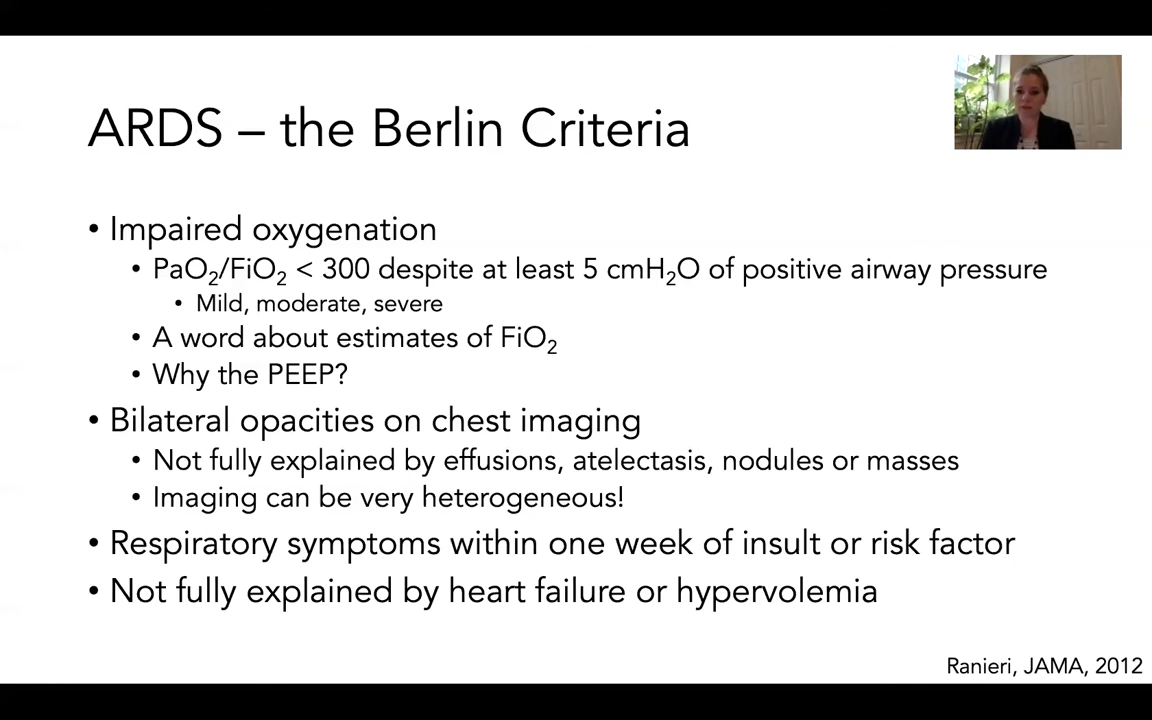 ARDS – the Berlin Criteria
• Impaired oxygenation
• PaO₂/FiO₂ < 300 despite at least 5 cmH₂O of positive airway pressure
• Mild, moderate, severe
• A word about estimates of FiO₂
• Why the PEEP?
• Bilateral opacities on chest imaging
• Not fully explained by effusions, atelectasis, nodules or masses
• Imaging can be very heterogeneous!
• Respiratory symptoms within one week of insult or risk factor
• Not fully explained by heart failure or hypervolemia
Ranieri, JAMA, 2012